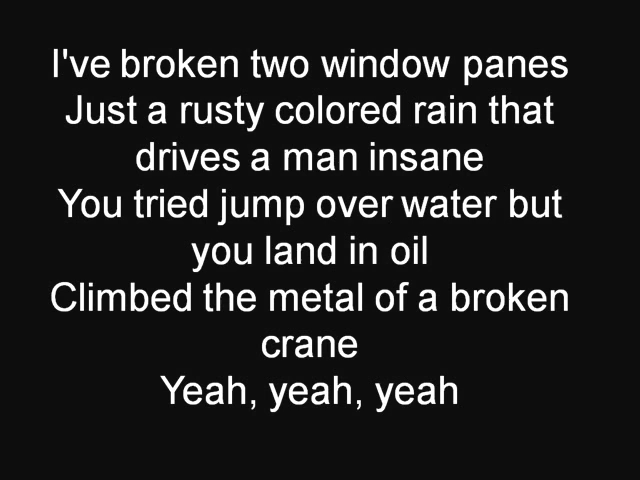 I've broken two window panes
Just a rusty colored rain that
drives a man insane
You tried jump over water but
you land in oil
Climbed the metal of a broken
crane
Yeah, yeah, yeah